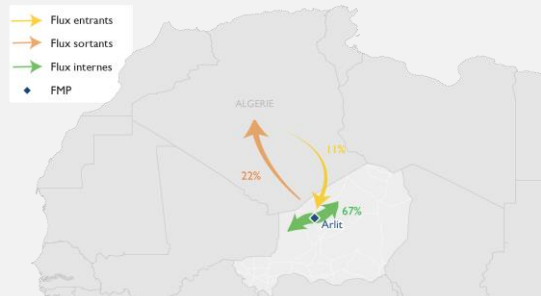 Flux entrants
Flux sortants
Flux internes
FMP
ALGERIE
11%
22%
67%
Arlit